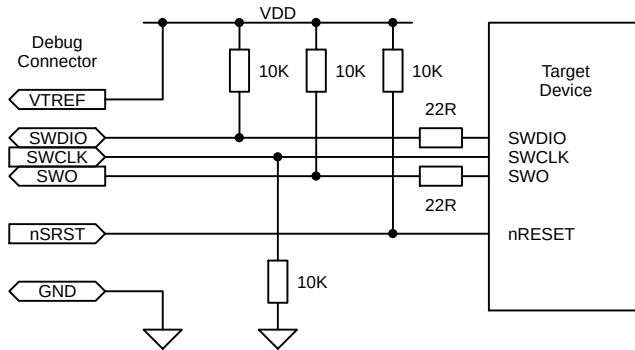 VDD
Debug
Connector
10K
10K
10K
Target
Device
VTREF
22R
SWDIO
SWDIO
SWCLK
SWCLK
SWO
SWO
22R
nSRST
nRESET
10K
GND